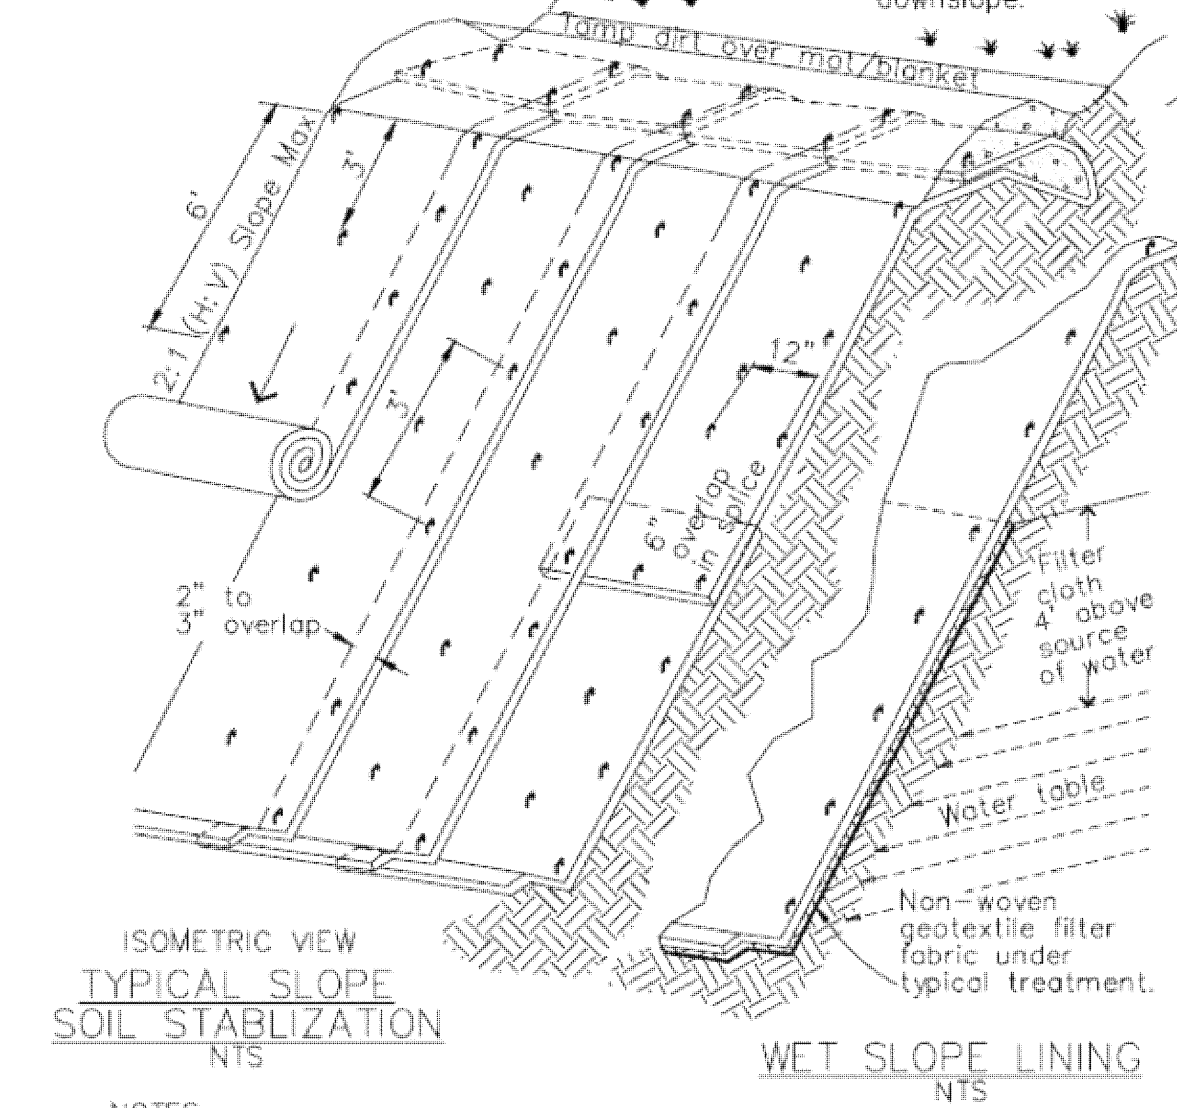 downslope.
Tamp dirt over mat/blanket
6'
2:1 (H: V) Slope Max
3'
3'
12"
6"
overlap
in Splice
2" to
3" overlap
Filter
cloth
4' above
source
of water
Water table
Non-woven
geotextile filter
fabric under
typical treatment.
ISOMETRIC VIEW
TYPICAL SLOPE
SOIL STABLIZATION
NTS
WET SLOPE LINING
NTS
NOTES